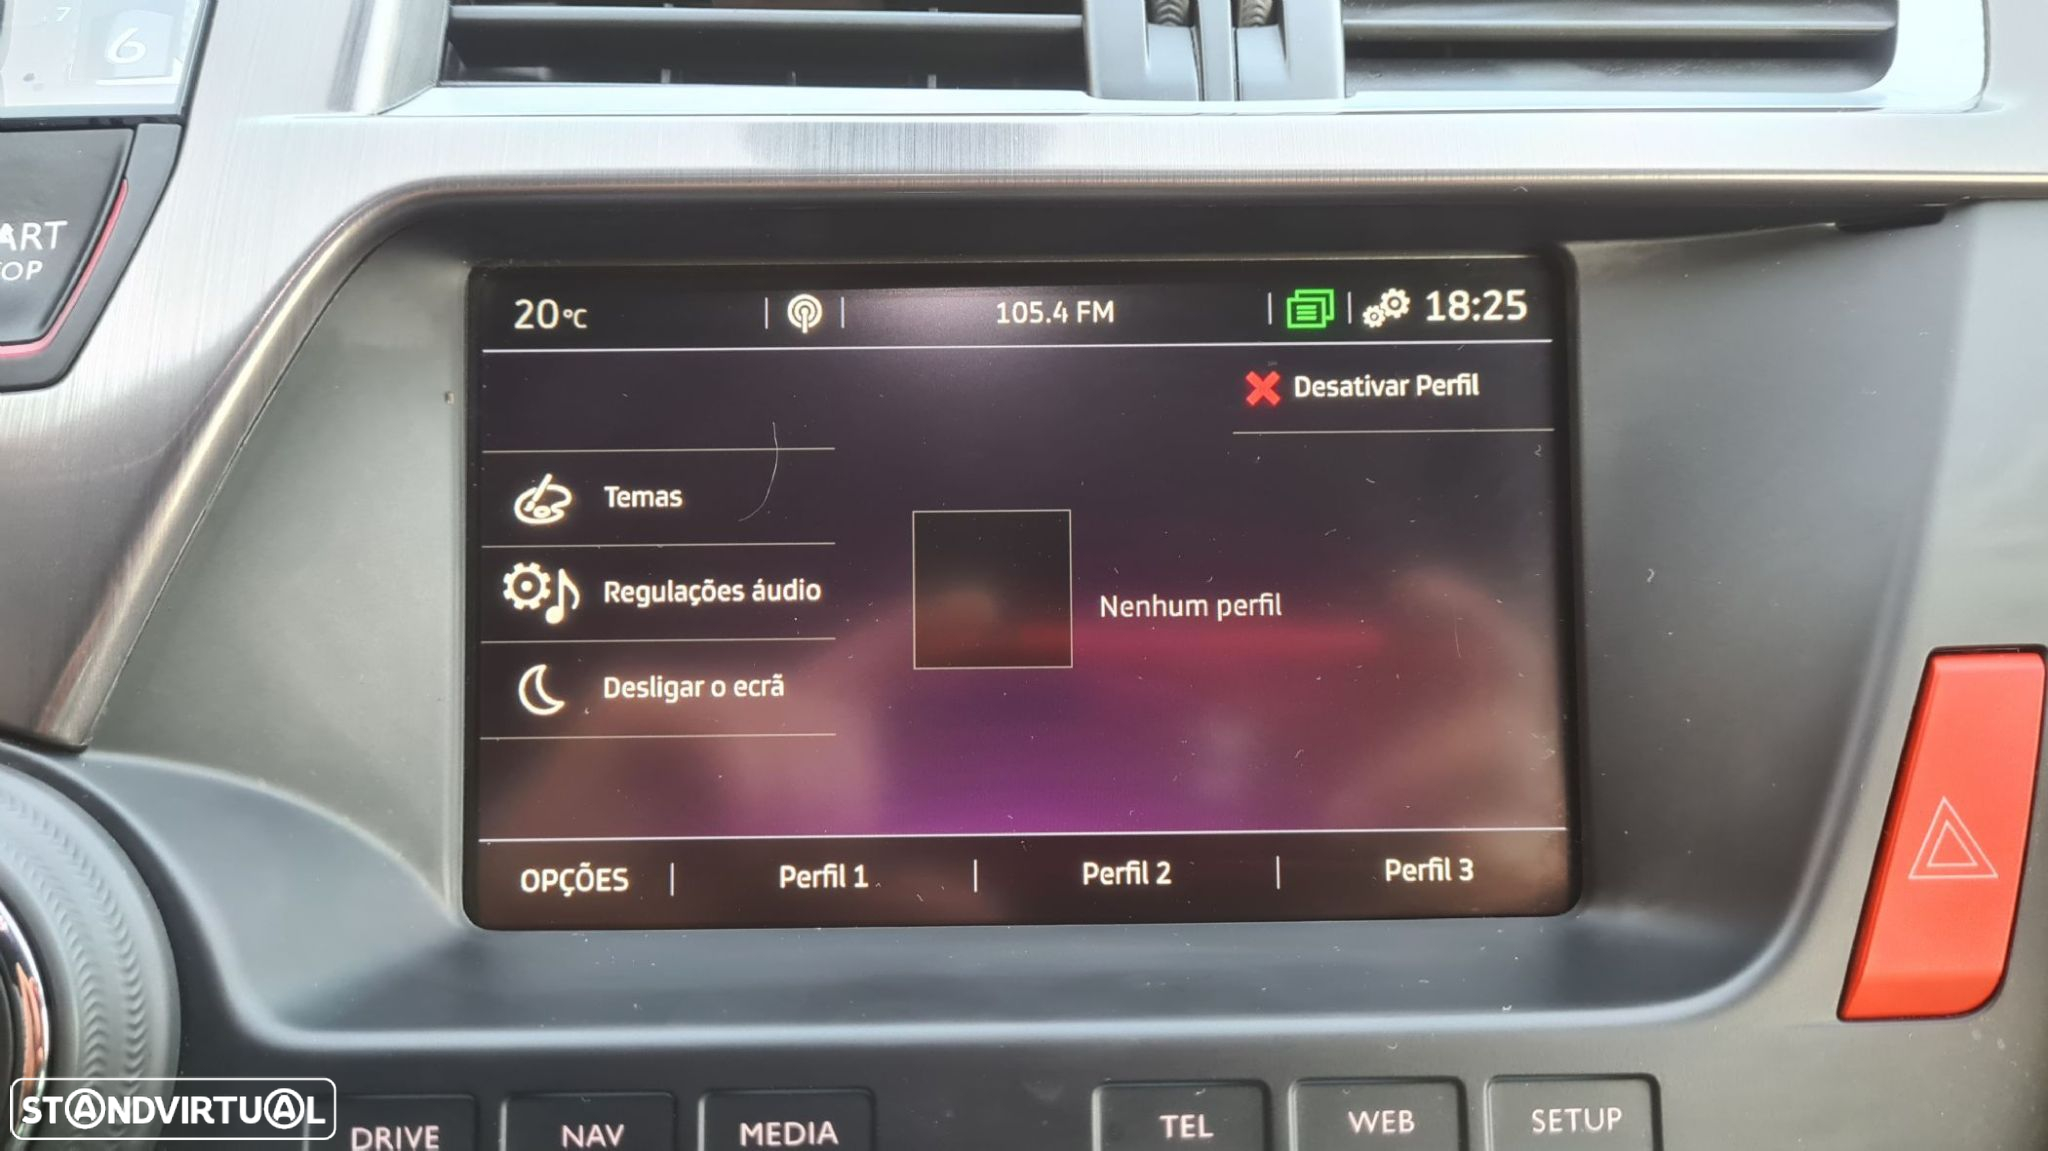 6
ART
OP
20°C
105.4 FM
18:25
Desativar Perfil
Temas
Regulações áudio
Nenhum perfil
Desligar o ecrã
OPÇÕES | Perfil 1 | Perfil 2 | Perfil 3
DRIVE NAV MEDIA TEL WEB SETUP
STANDVIRTUAL